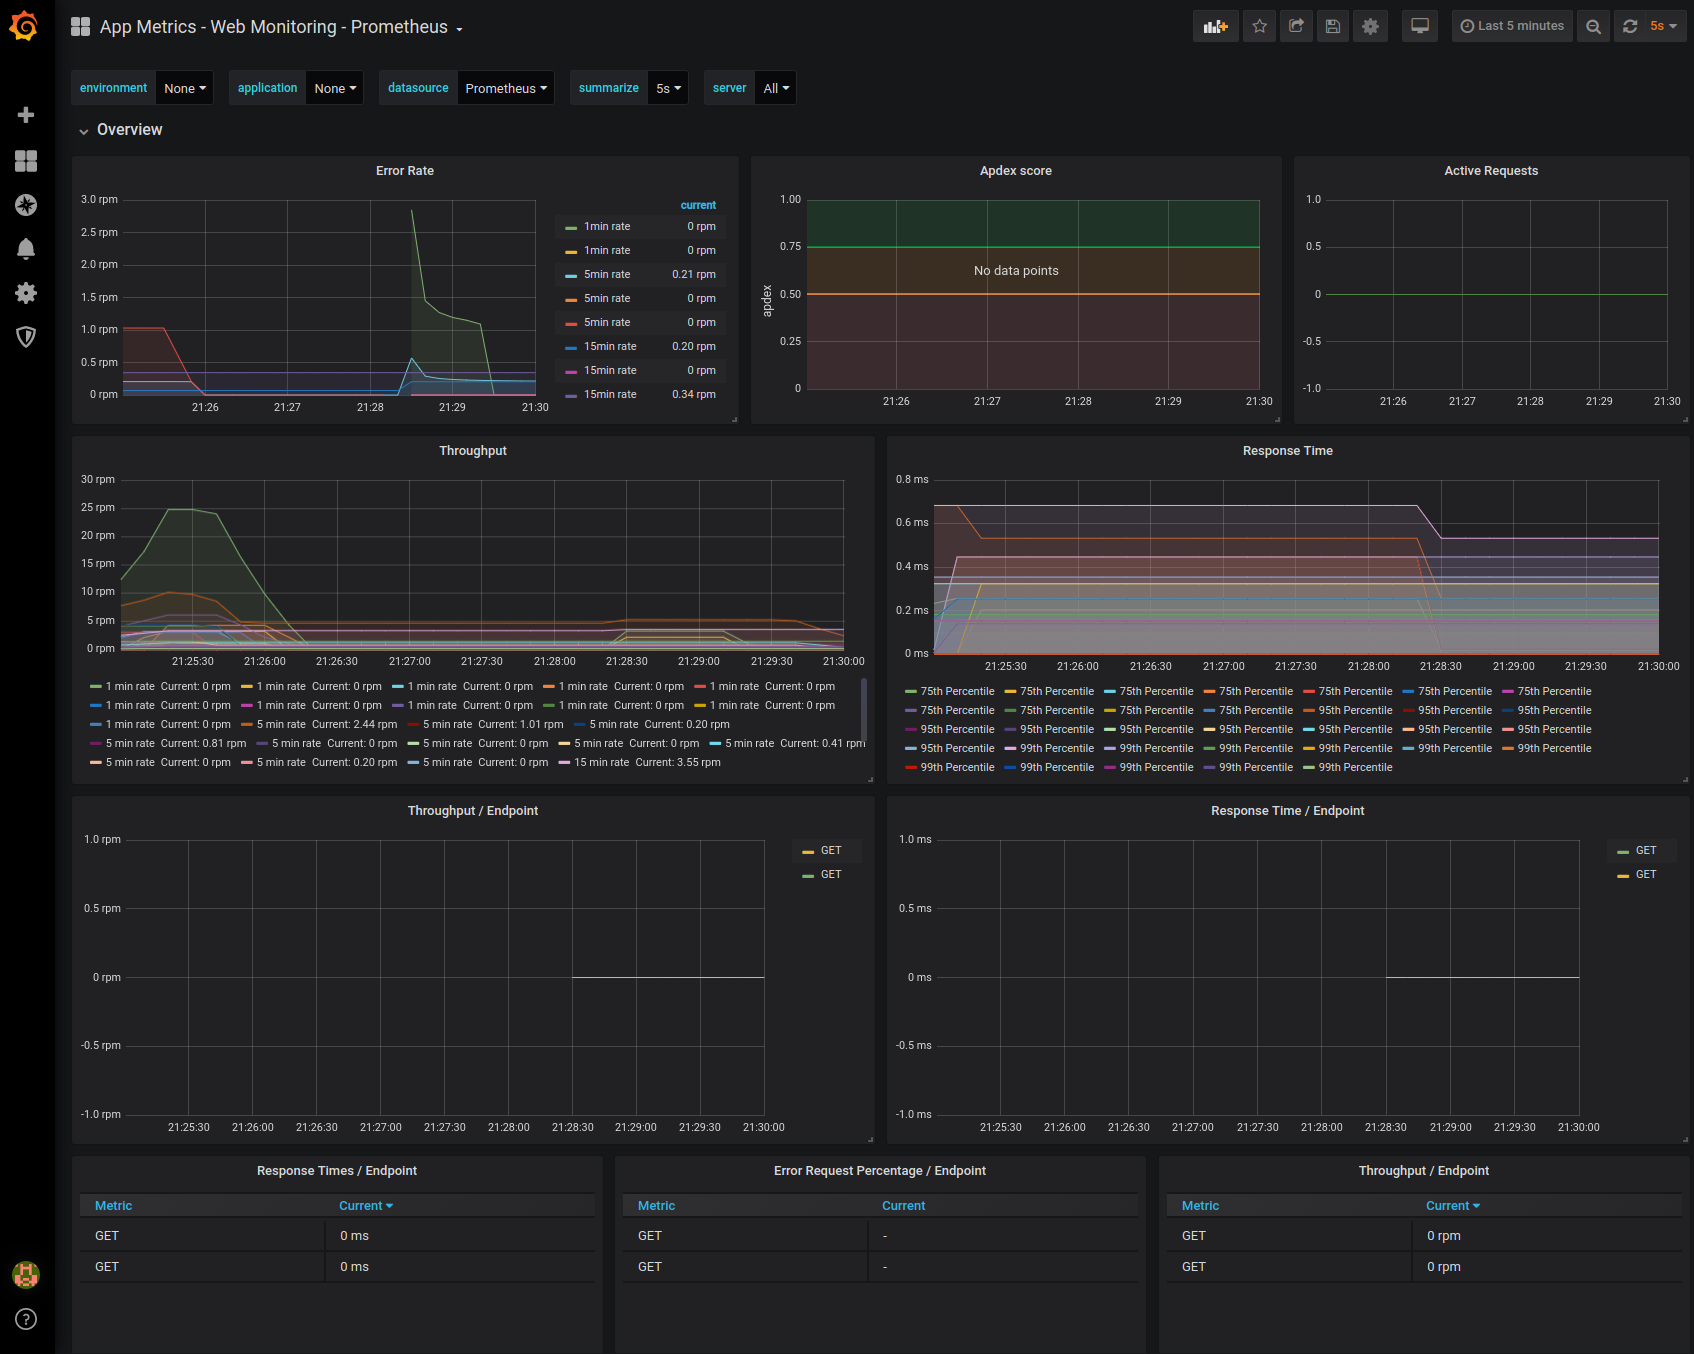 App Metrics - Web Monitoring - Prometheus
Last 5 minutes
5s
environment None
application None
datasource Prometheus
summarize 5s
server All
Overview
Error Rate
3.0 rpm
2.5 rpm
2.0 rpm
1.5 rpm
1.0 rpm
0.5 rpm
0 rpm
21:26 21:27 21:28 21:29 21:30
current
1min rate 0 rpm
1min rate 0 rpm
5min rate 0.21 rpm
5min rate 0 rpm
5min rate 0 rpm
15min rate 0.20 rpm
15min rate 0 rpm
15min rate 0.34 rpm
Apdex score
apdex
1.00
0.75
0.50
0.25
0
No data points
21:26 21:27 21:28 21:29 21:30
Active Requests
1.0
0.5
0
-0.5
-1.0
21:26 21:27 21:28 21:29 21:30
Throughput
30 rpm
25 rpm
20 rpm
15 rpm
10 rpm
5 rpm
0 rpm
21:25:30 21:26:00 21:26:30 21:27:00 21:27:30 21:28:00 21:28:30 21:29:00 21:29:30 21:30:00
1 min rate Current: 0 rpm 1 min rate Current: 0 rpm 1 min rate Current: 0 rpm 1 min rate Current: 0 rpm 1 min rate Current: 0 rpm
1 min rate Current: 0 rpm 1 min rate Current: 0 rpm 1 min rate Current: 0 rpm 1 min rate Current: 0 rpm 1 min rate Current: 0 rpm
1 min rate Current: 0 rpm 5 min rate Current: 2.44 rpm 5 min rate Current: 1.01 rpm 5 min rate Current: 0.20 rpm
5 min rate Current: 0.81 rpm 5 min rate Current: 0 rpm 5 min rate Current: 0 rpm 5 min rate Current: 0 rpm 5 min rate Current: 0.41 rpm
5 min rate Current: 0 rpm 5 min rate Current: 0.20 rpm 5 min rate Current: 0 rpm 15 min rate Current: 3.55 rpm
Response Time
0.8 ms
0.6 ms
0.4 ms
0.2 ms
0 ms
21:25:30 21:26:00 21:26:30 21:27:00 21:27:30 21:28:00 21:28:30 21:29:00 21:29:30 21:30:00
75th Percentile 75th Percentile 75th Percentile 75th Percentile 75th Percentile 75th Percentile 75th Percentile
75th Percentile 75th Percentile 75th Percentile 75th Percentile 95th Percentile 95th Percentile 95th Percentile
95th Percentile 95th Percentile 95th Percentile 95th Percentile 95th Percentile 95th Percentile 95th Percentile
95th Percentile 99th Percentile 99th Percentile 99th Percentile 99th Percentile 99th Percentile 99th Percentile
99th Percentile 99th Percentile 99th Percentile 99th Percentile 99th Percentile
Throughput / Endpoint
1.0 rpm
0.5 rpm
0 rpm
-0.5 rpm
-1.0 rpm
21:25:30 21:26:00 21:26:30 21:27:00 21:27:30 21:28:00 21:28:30 21:29:00 21:29:30 21:30:00
GET
GET
Response Time / Endpoint
1.0 ms
0.5 ms
0 ms
-0.5 ms
-1.0 ms
21:25:30 21:26:00 21:26:30 21:27:00 21:27:30 21:28:00 21:28:30 21:29:00 21:29:30 21:30:00
GET
GET
Response Times / Endpoint
Metric Current
GET 0 ms
GET 0 ms
Error Request Percentage / Endpoint
Metric Current
GET -
GET -
Throughput / Endpoint
Metric Current
GET 0 rpm
GET 0 rpm